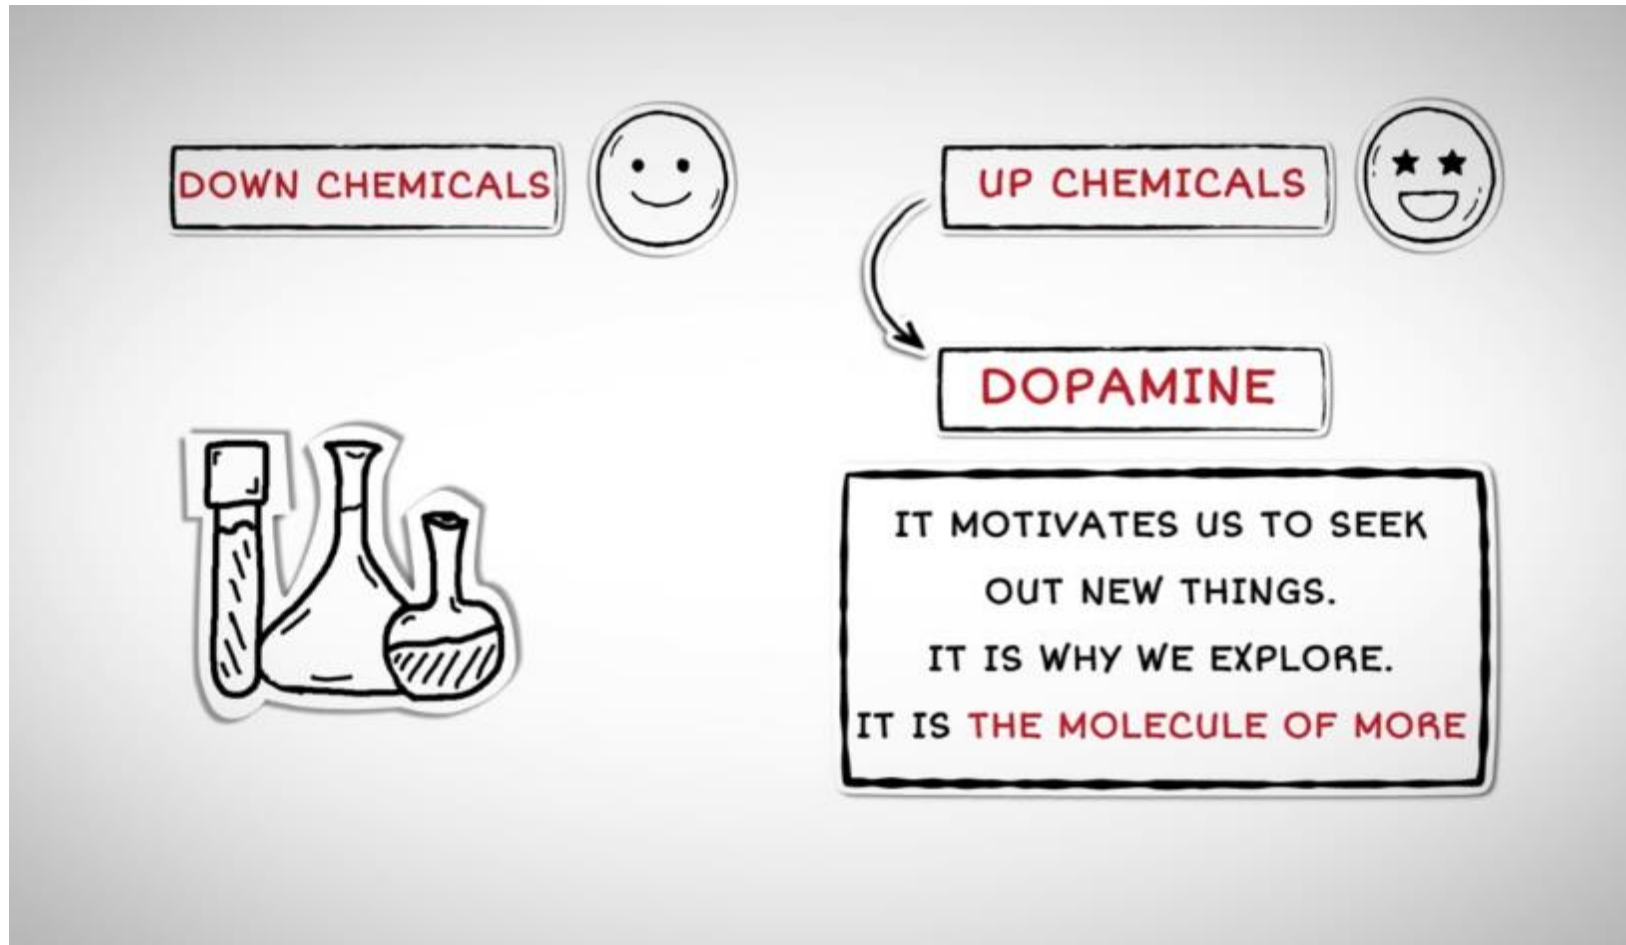 DOWN CHEMICALS
UP CHEMICALS
DOPAMINE
IT MOTIVATES US TO SEEK
OUT NEW THINGS.
IT IS WHY WE EXPLORE.
IT IS THE MOLECULE OF MORE